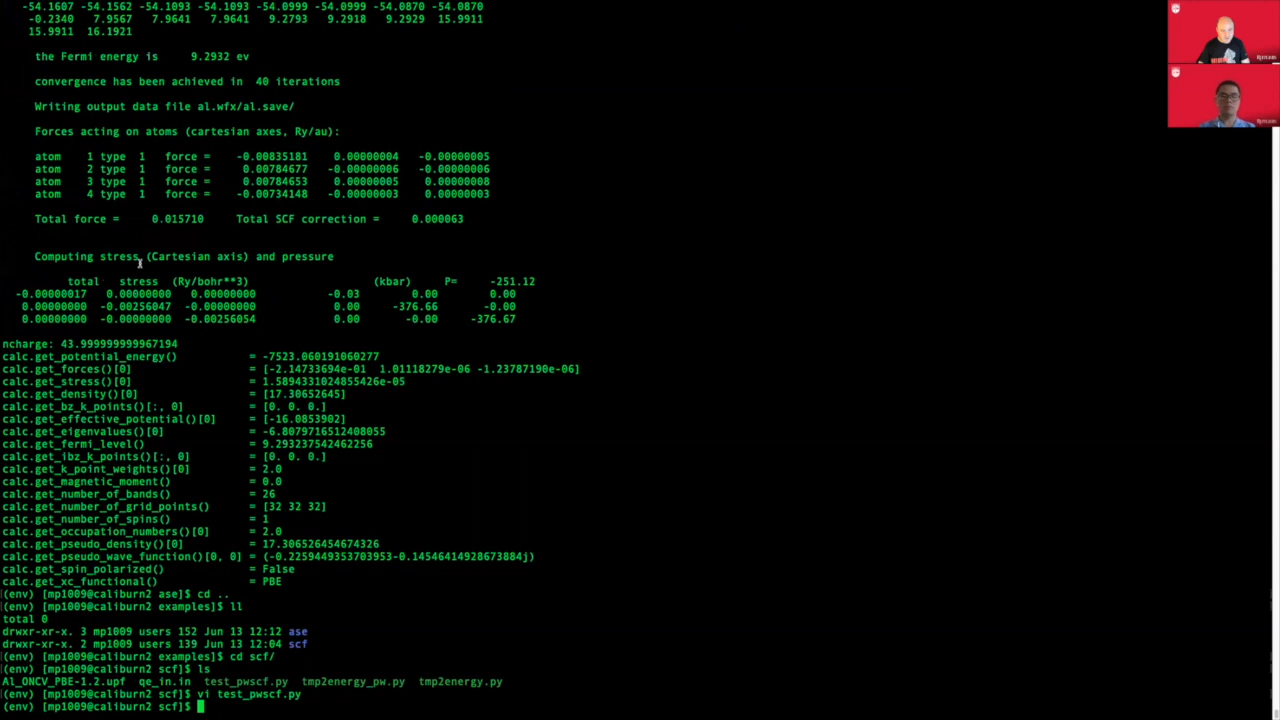 -54.1607 -54.1562 -54.1093 -54.1093 -54.0999 -54.0999 -54.0870 -54.0870
-0.2340 7.9567 7.9641 7.9641 9.2793 9.2918 9.2929 15.9911
15.9911 16.1921
the Fermi energy is 9.2932 ev
convergence has been achieved in 40 iterations
Writing output data file al.wfx/al.save/
Forces acting on atoms (cartesian axes, Ry/au):
atom 1 type 1 force = -0.00835181 0.00000004 -0.00000005
atom 2 type 1 force = 0.00784677 -0.00000006 -0.00000006
atom 3 type 1 force = 0.00784653 0.00000005 0.00000008
atom 4 type 1 force = -0.00734148 -0.00000003 0.00000003
Total force = 0.015710 Total SCF correction = 0.000063
Computing stress (Cartesian axis) and pressure
total stress (Ry/bohr**3) (kbar) P= -251.12
-0.00000017 0.00000000 0.00000000 -0.03 0.00 0.00
0.00000000 -0.00256047 -0.00000000 0.00 -376.66 -0.00
0.00000000 -0.00000000 -0.00256054 0.00 -0.00 -376.67
ncharge: 43.999999999967194
calc.get_potential_energy() = -7523.060191060277
calc.get_forces()[0] = [-2.14733694e-01 1.01118279e-06 -1.23787190e-06]
calc.get_stress()[0] = 1.5894331024855426e-05
calc.get_density()[0] = [17.30652645]
calc.get_bz_k_points()[:, 0] = [0. 0. 0.]
calc.get_effective_potential()[0] = [-16.0853902]
calc.get_eigenvalues()[0] = -6.8079716512408055
calc.get_fermi_level() = 9.293237542462256
calc.get_ibz_k_points()[:, 0] = [0. 0. 0.]
calc.get_k_point_weights()[0] = 2.0
calc.get_magnetic_moment() = 0.0
calc.get_number_of_bands() = 26
calc.get_number_of_grid_points() = [32 32 32]
calc.get_number_of_spins() = 1
calc.get_occupation_numbers()[0] = 2.0
calc.get_pseudo_density()[0] = 17.306526454674326
calc.get_pseudo_wave_function()[0, 0] = (-0.2259449353703953-0.14546414928673884j)
calc.get_spin_polarized() = False
calc.get_xc_functional() = PBE
(env) [mp1009@caliburn2 ase]$ cd ..
(env) [mp1009@caliburn2 examples]$ ll
total 0
drwxr-xr-x. 3 mp1009 users 152 Jun 13 12:12 ase
drwxr-xr-x. 2 mp1009 users 139 Jun 13 12:04 scf
(env) [mp1009@caliburn2 examples]$ cd scf/
(env) [mp1009@caliburn2 scf]$ ls
Al_ONCV_PBE-1.2.upf qe_in.in test_pwscf.py tmp2energy_pw.py tmp2energy.py
(env) [mp1009@caliburn2 scf]$ vi test_pwscf.py
(env) [mp1009@caliburn2 scf]$